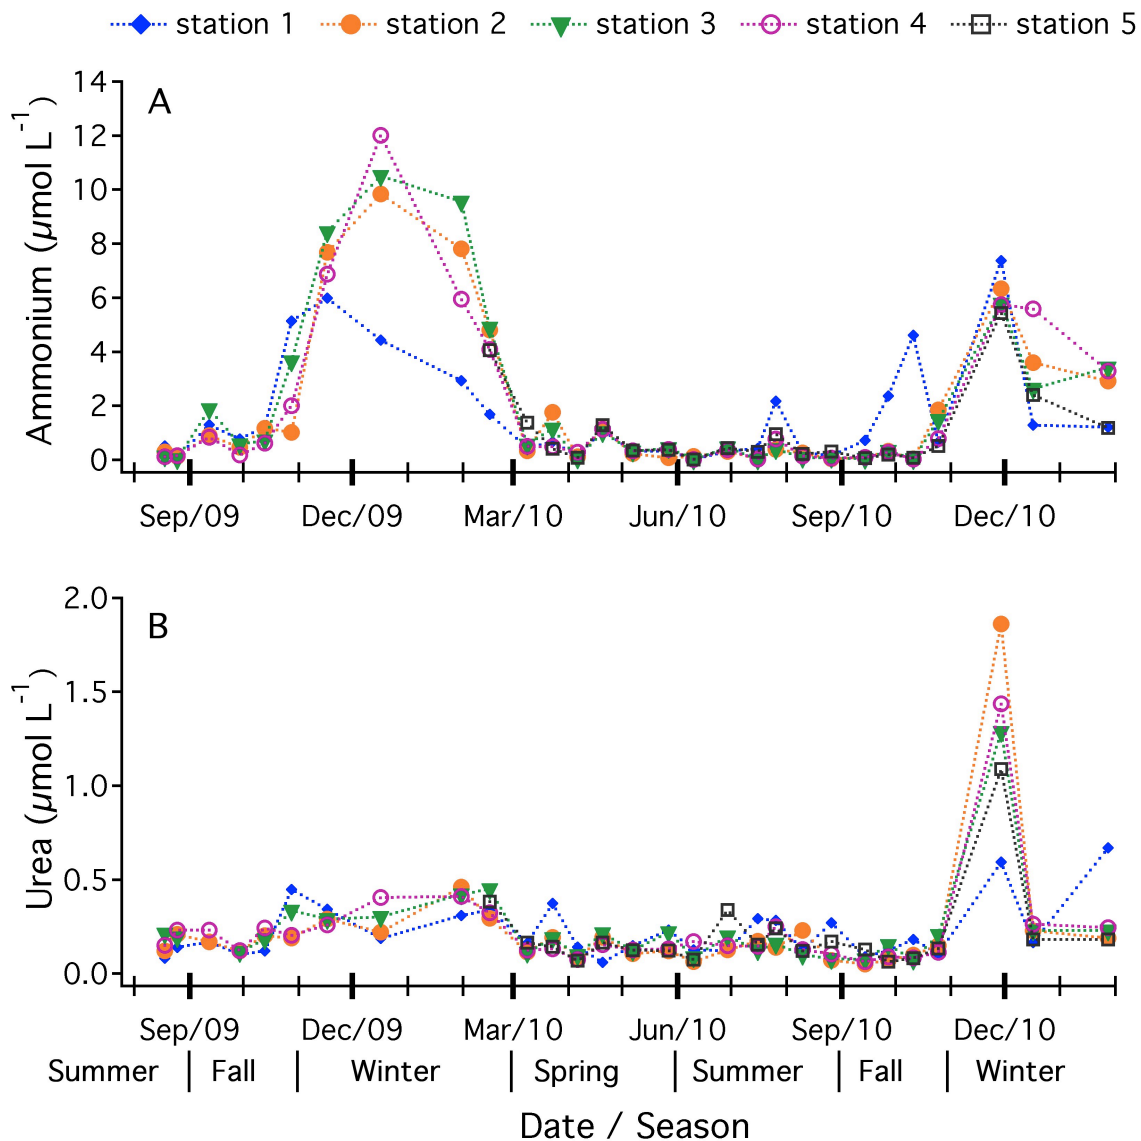 station 1 station 2 station 3 station 4 station 5
A
Ammonium (µmol L⁻¹)
14
12
10
8
6
4
2
0
Sep/09 Dec/09 Mar/10 Jun/10 Sep/10 Dec/10
B
Urea (µmol L⁻¹)
2.0
1.5
1.0
0.5
0.0
Sep/09 Dec/09 Mar/10 Jun/10 Sep/10 Dec/10
Summer | Fall | Winter | Spring | Summer | Fall | Winter
Date / Season